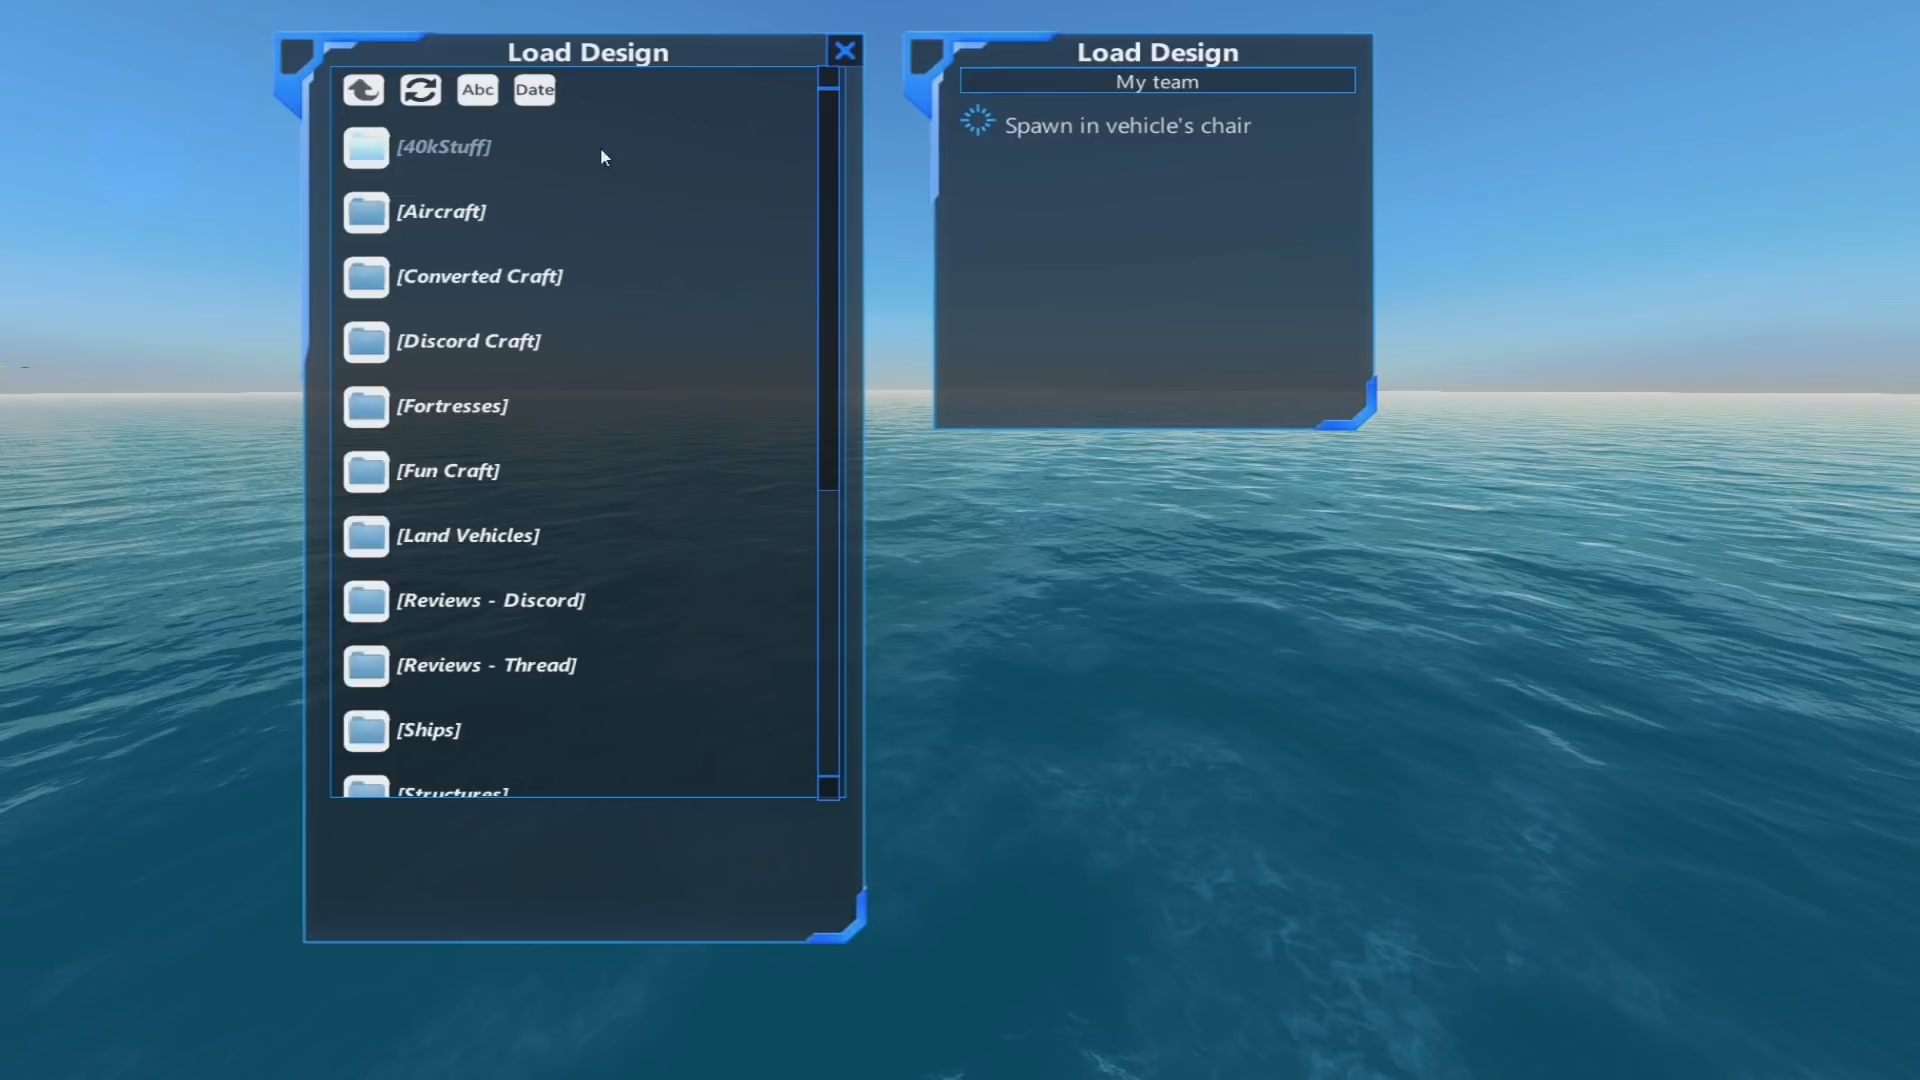 Load Design
Abc Date
[40kStuff]
[Aircraft]
[Converted Craft]
[Discord Craft]
[Fortresses]
[Fun Craft]
[Land Vehicles]
[Reviews - Discord]
[Reviews - Thread]
[Ships]
[Structures]
Load Design
My team
Spawn in vehicle's chair